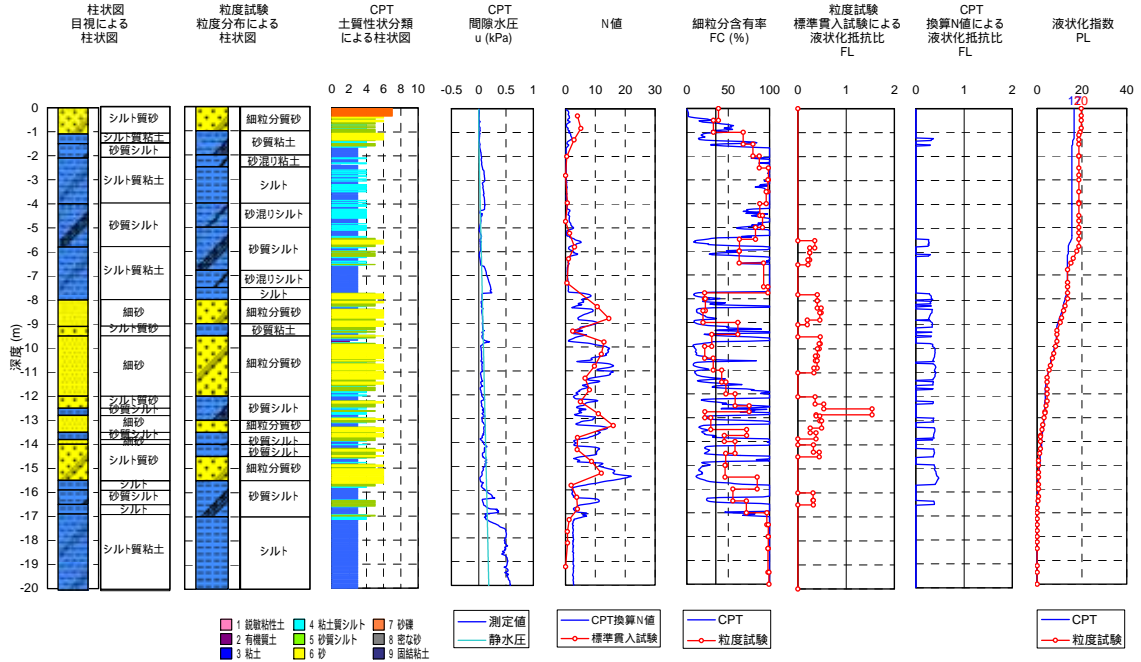 柱状図
目視による
柱状図
粒度試験
粒度分布による
柱状図
CPT
土質性状分類
による柱状図
CPT
間隙水圧
u (kPa)
N値
細粒分含有率
FC (%)
粒度試験
標準貫入試験による
液状化抵抗比
FL
CPT
換算N値による
液状化抵抗比
FL
液状化指数
PL
0 2 4 6 8 10
-0.5 0 0.5 1
0 10 20 30
0 50 100
0 1 2
0 1 2
0 20 40
17
20
深度 (m)
0
-1
-2
-3
-4
-5
-6
-7
-8
-9
-10
-11
-12
-13
-14
-15
-16
-17
-18
-19
-20
シルト質砂
シルト質粘土
砂質シルト
シルト質粘土
砂質シルト
シルト質粘土
細砂
シルト質砂
細砂
シルト質砂
砂質シルト
細砂
砂質シルト
細砂
シルト質砂
シルト
砂質シルト
シルト
シルト質粘土
細粒分質砂
砂質粘土
砂混り粘土
シルト
砂混りシルト
砂質シルト
砂混りシルト
シルト
細粒分質砂
砂質粘土
細粒分質砂
砂質シルト
細粒分質砂
砂質シルト
砂質シルト
細粒分質砂
砂質シルト
シルト
1 鋭敏粘性土
2 有機質土
3 粘土
4 粘土質シルト
5 砂質シルト
6 砂
7 砂礫
8 密な砂
9 固結粘土
測定値
静水圧
CPT換算N値
標準貫入試験
CPT
粒度試験
CPT
粒度試験